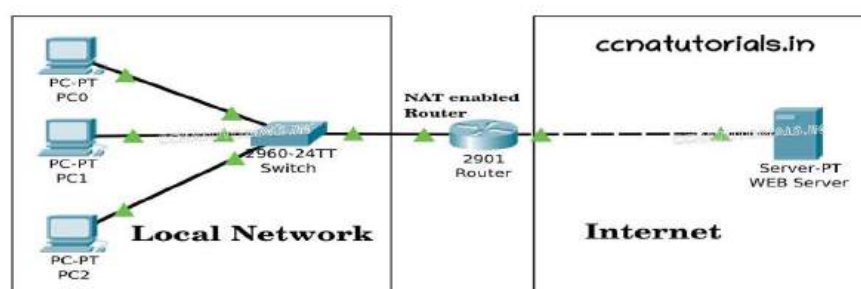 ccnatutorials.in
PC-PT
PC0
PC-PT
PC1
PC-PT
PC2
2960-24TT
Switch
NAT enabled
Router
2901
Router
Server-PT
WEB Server
Local Network
Internet